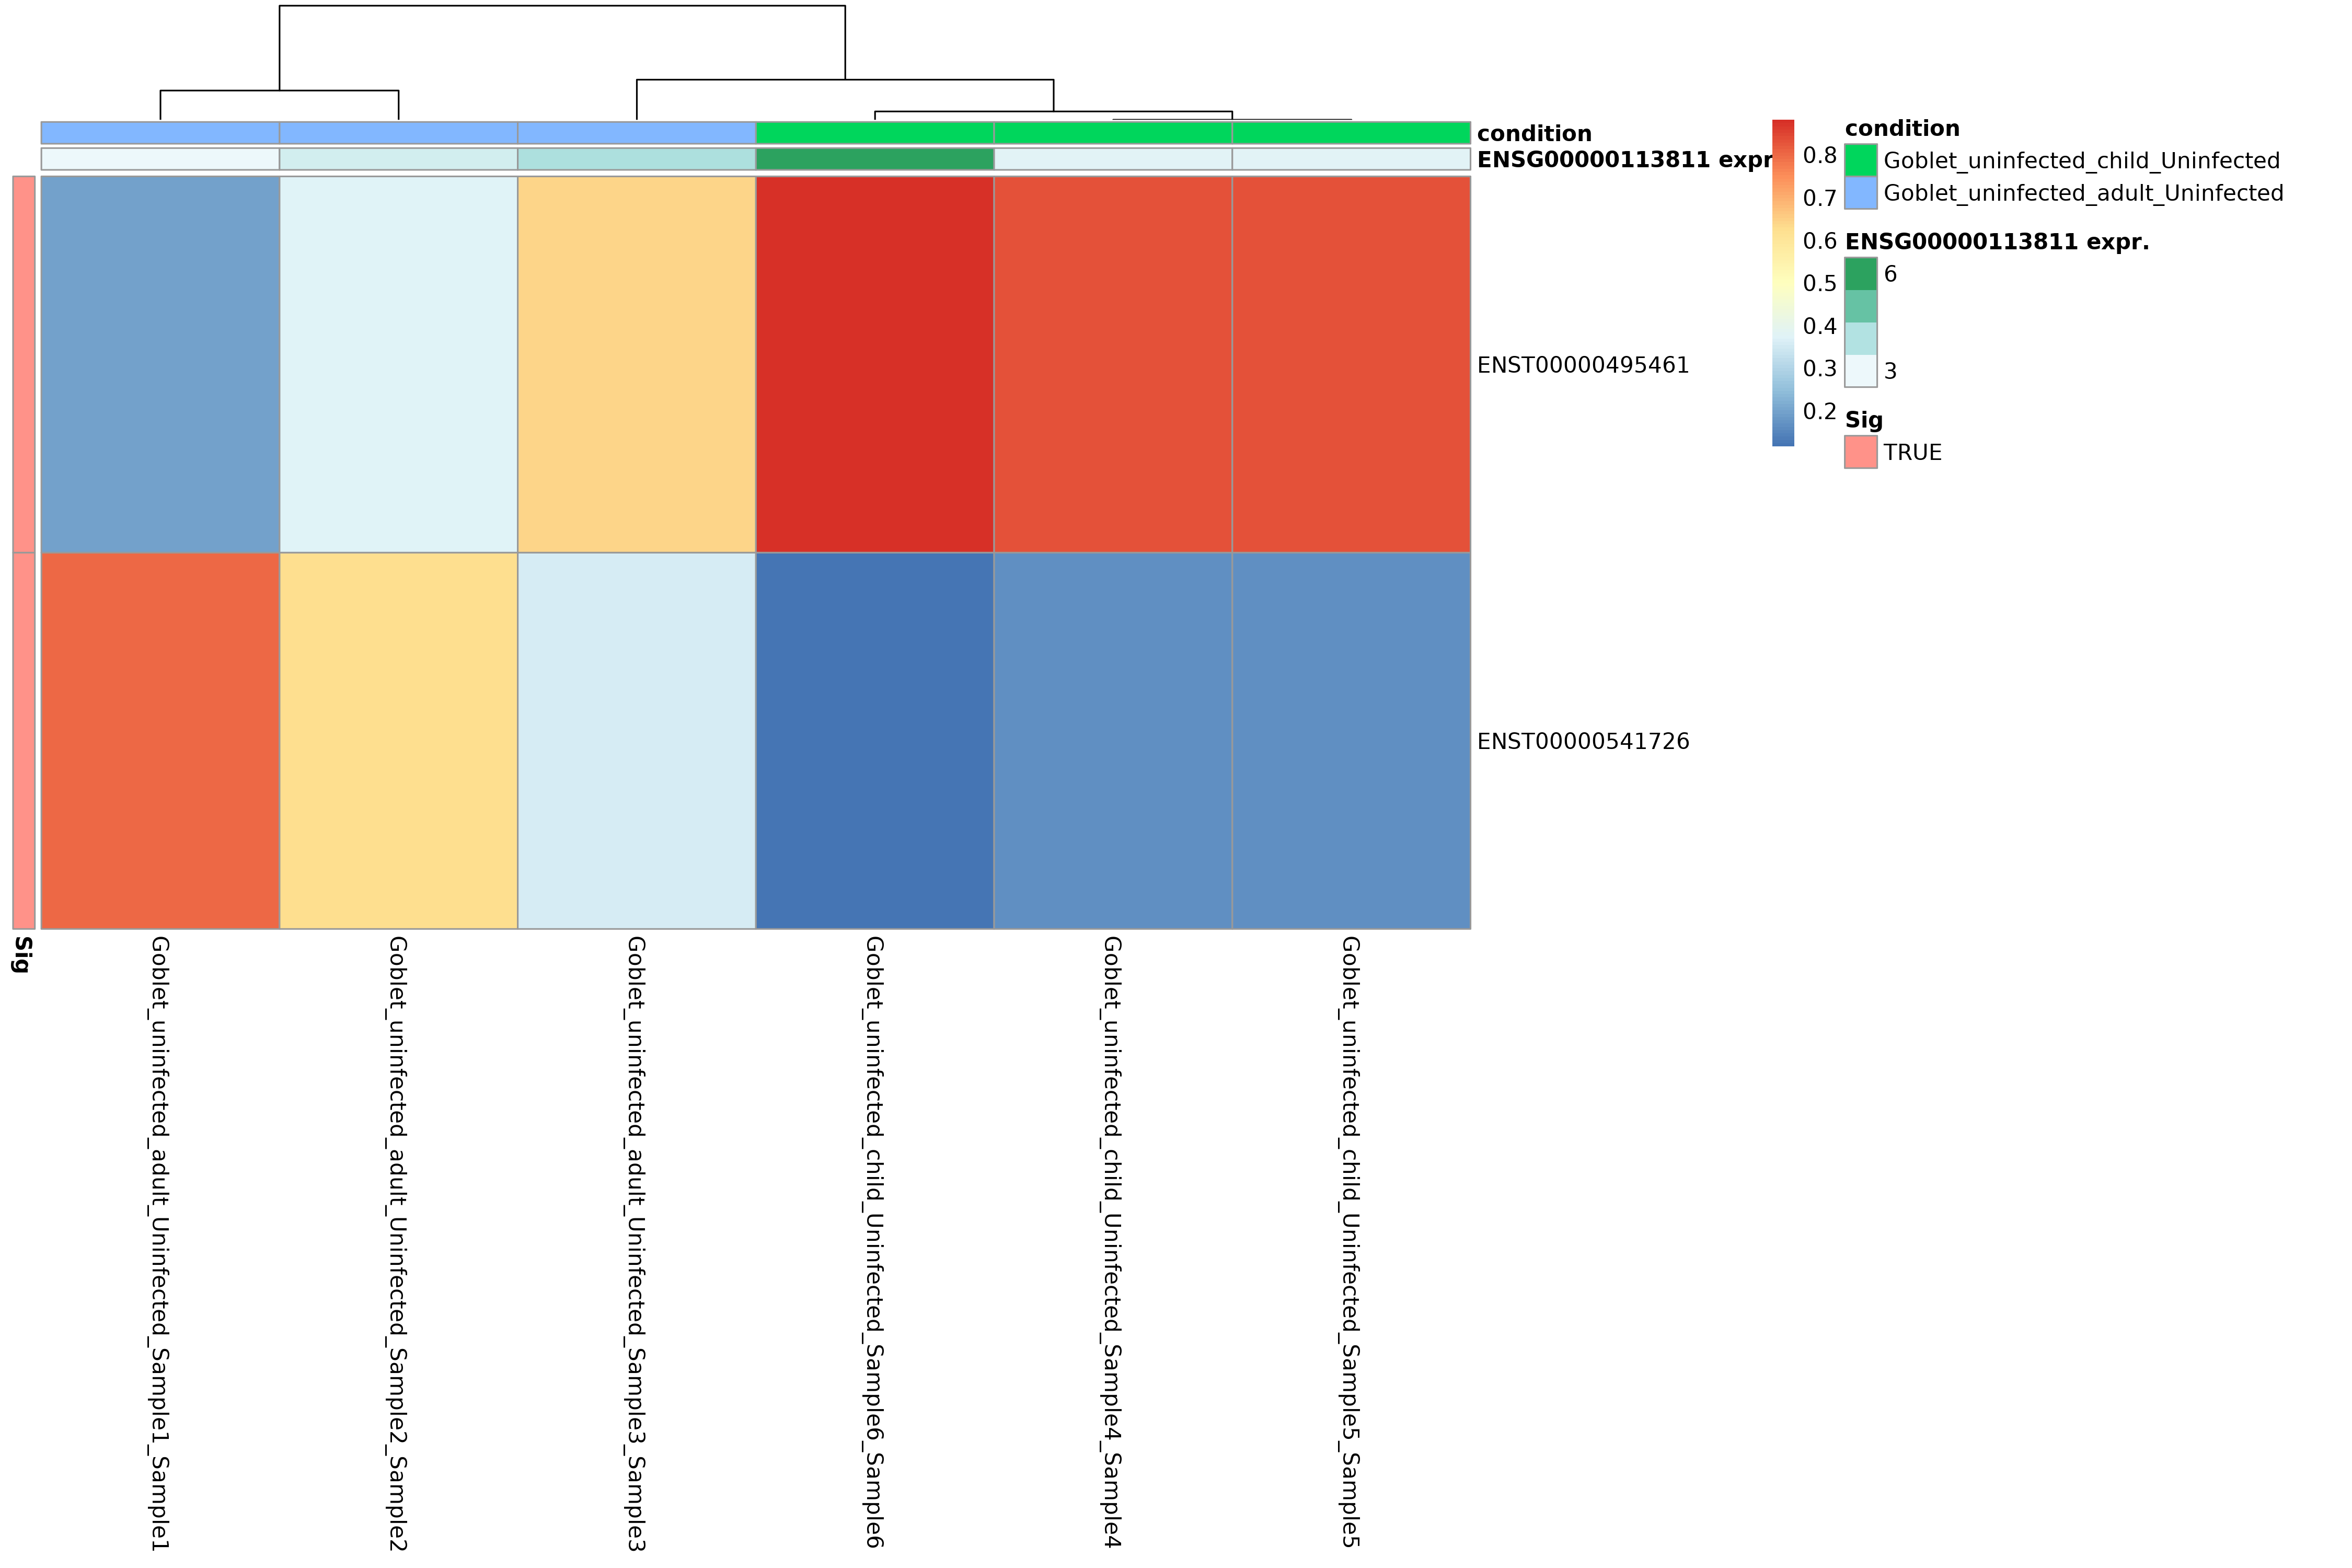 condition
ENSG00000113811 expr
ENST00000495461
ENST00000541726
Sig
Goblet_uninfected_adult_Uninfected_Sample1_Sample1
Goblet_uninfected_adult_Uninfected_Sample2_Sample2
Goblet_uninfected_adult_Uninfected_Sample3_Sample3
Goblet_uninfected_child_Uninfected_Sample6_Sample6
Goblet_uninfected_child_Uninfected_Sample4_Sample4
Goblet_uninfected_child_Uninfected_Sample5_Sample5
0.8
0.7
0.6
0.5
0.4
0.3
0.2
condition
Goblet_uninfected_child_Uninfected
Goblet_uninfected_adult_Uninfected
ENSG00000113811 expr.
6
3
Sig
TRUE